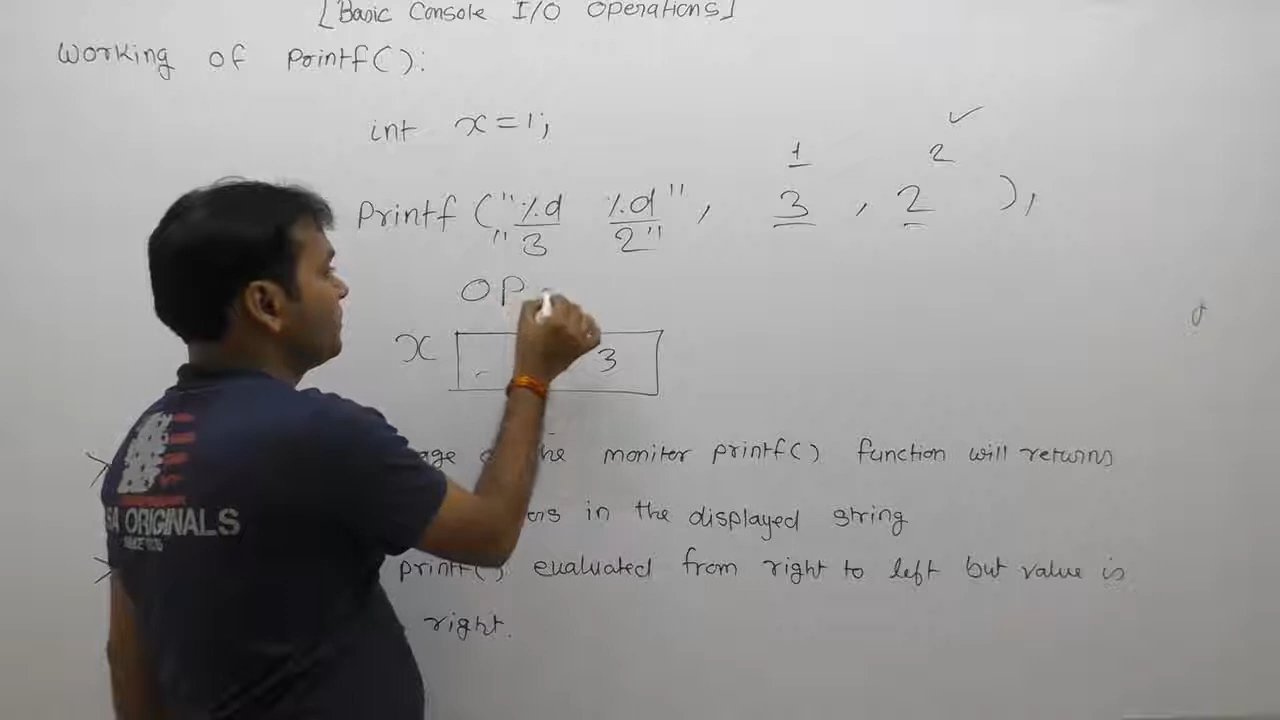 [Basic Console I/O Operations]
Working of Printf():
int x=1;
1 2 ✓
Printf ("%d %d", 3, 2);
"3 2"
OP
x 3
age the moniter printf() function will returns
in the displayed string
printf() evaluated from right to left but value is
right.
ORIGINALS